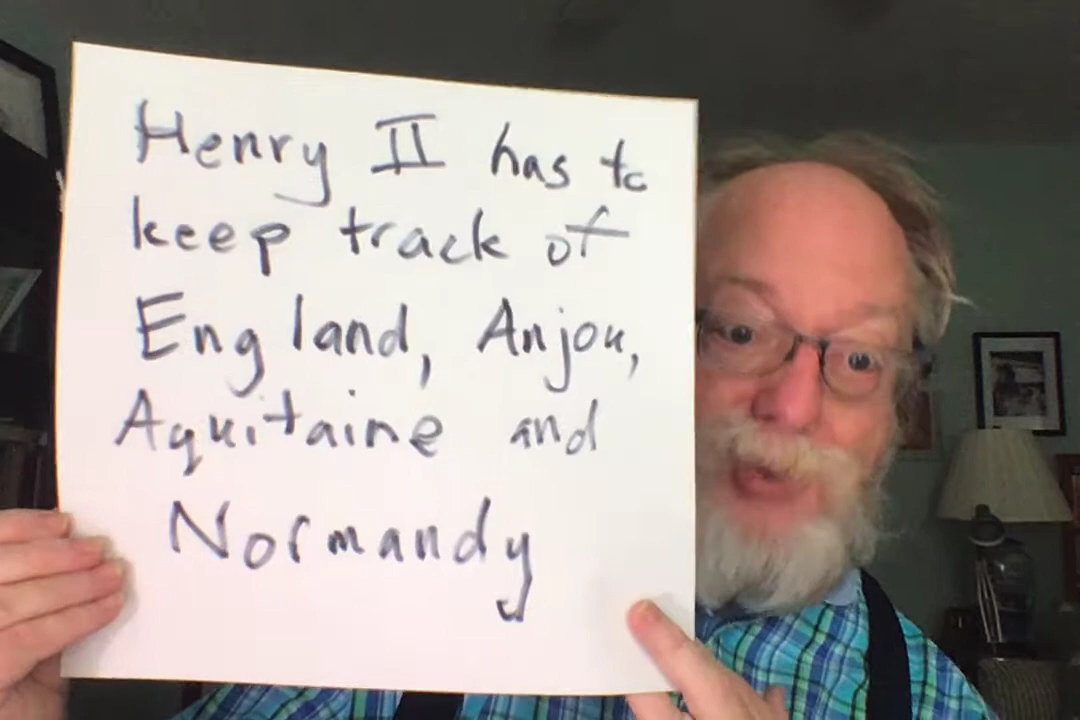 Henry II has to
keep track of
England, Anjou,
Aquitaine and
Normandy